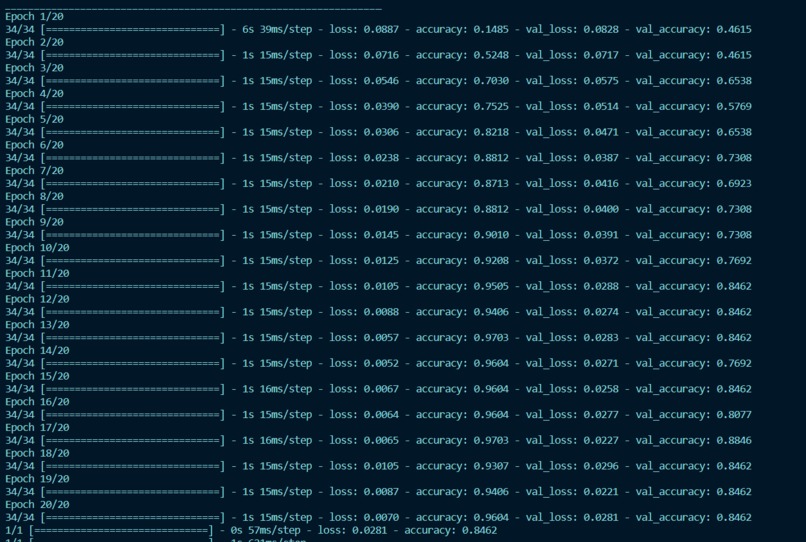 Epoch 1/20
34/34 [==============================] - 6s 39ms/step - loss: 0.0887 - accuracy: 0.1485 - val_loss: 0.0828 - val_accuracy: 0.4615
Epoch 2/20
34/34 [==============================] - 1s 15ms/step - loss: 0.0716 - accuracy: 0.5248 - val_loss: 0.0717 - val_accuracy: 0.4615
Epoch 3/20
34/34 [==============================] - 1s 15ms/step - loss: 0.0546 - accuracy: 0.7030 - val_loss: 0.0575 - val_accuracy: 0.6538
Epoch 4/20
34/34 [==============================] - 1s 15ms/step - loss: 0.0390 - accuracy: 0.7525 - val_loss: 0.0514 - val_accuracy: 0.5769
Epoch 5/20
34/34 [==============================] - 1s 15ms/step - loss: 0.0306 - accuracy: 0.8218 - val_loss: 0.0471 - val_accuracy: 0.6538
Epoch 6/20
34/34 [==============================] - 1s 15ms/step - loss: 0.0238 - accuracy: 0.8812 - val_loss: 0.0387 - val_accuracy: 0.7308
Epoch 7/20
34/34 [==============================] - 1s 15ms/step - loss: 0.0210 - accuracy: 0.8713 - val_loss: 0.0416 - val_accuracy: 0.6923
Epoch 8/20
34/34 [==============================] - 1s 15ms/step - loss: 0.0190 - accuracy: 0.8812 - val_loss: 0.0400 - val_accuracy: 0.7308
Epoch 9/20
34/34 [==============================] - 1s 15ms/step - loss: 0.0145 - accuracy: 0.9010 - val_loss: 0.0391 - val_accuracy: 0.7308
Epoch 10/20
34/34 [==============================] - 1s 15ms/step - loss: 0.0125 - accuracy: 0.9208 - val_loss: 0.0372 - val_accuracy: 0.7692
Epoch 11/20
34/34 [==============================] - 1s 15ms/step - loss: 0.0105 - accuracy: 0.9505 - val_loss: 0.0288 - val_accuracy: 0.8462
Epoch 12/20
34/34 [==============================] - 1s 15ms/step - loss: 0.0088 - accuracy: 0.9406 - val_loss: 0.0274 - val_accuracy: 0.8462
Epoch 13/20
34/34 [==============================] - 1s 15ms/step - loss: 0.0057 - accuracy: 0.9703 - val_loss: 0.0283 - val_accuracy: 0.8462
Epoch 14/20
34/34 [==============================] - 1s 15ms/step - loss: 0.0052 - accuracy: 0.9604 - val_loss: 0.0271 - val_accuracy: 0.7692
Epoch 15/20
34/34 [==============================] - 1s 16ms/step - loss: 0.0067 - accuracy: 0.9604 - val_loss: 0.0258 - val_accuracy: 0.8462
Epoch 16/20
34/34 [==============================] - 1s 15ms/step - loss: 0.0064 - accuracy: 0.9604 - val_loss: 0.0277 - val_accuracy: 0.8077
Epoch 17/20
34/34 [==============================] - 1s 16ms/step - loss: 0.0065 - accuracy: 0.9703 - val_loss: 0.0227 - val_accuracy: 0.8846
Epoch 18/20
34/34 [==============================] - 1s 15ms/step - loss: 0.0105 - accuracy: 0.9307 - val_loss: 0.0296 - val_accuracy: 0.8462
Epoch 19/20
34/34 [==============================] - 1s 15ms/step - loss: 0.0087 - accuracy: 0.9406 - val_loss: 0.0221 - val_accuracy: 0.8462
Epoch 20/20
34/34 [==============================] - 1s 15ms/step - loss: 0.0070 - accuracy: 0.9604 - val_loss: 0.0281 - val_accuracy: 0.8462
1/1 [==============================] - 0s 57ms/step - loss: 0.0281 - accuracy: 0.8462